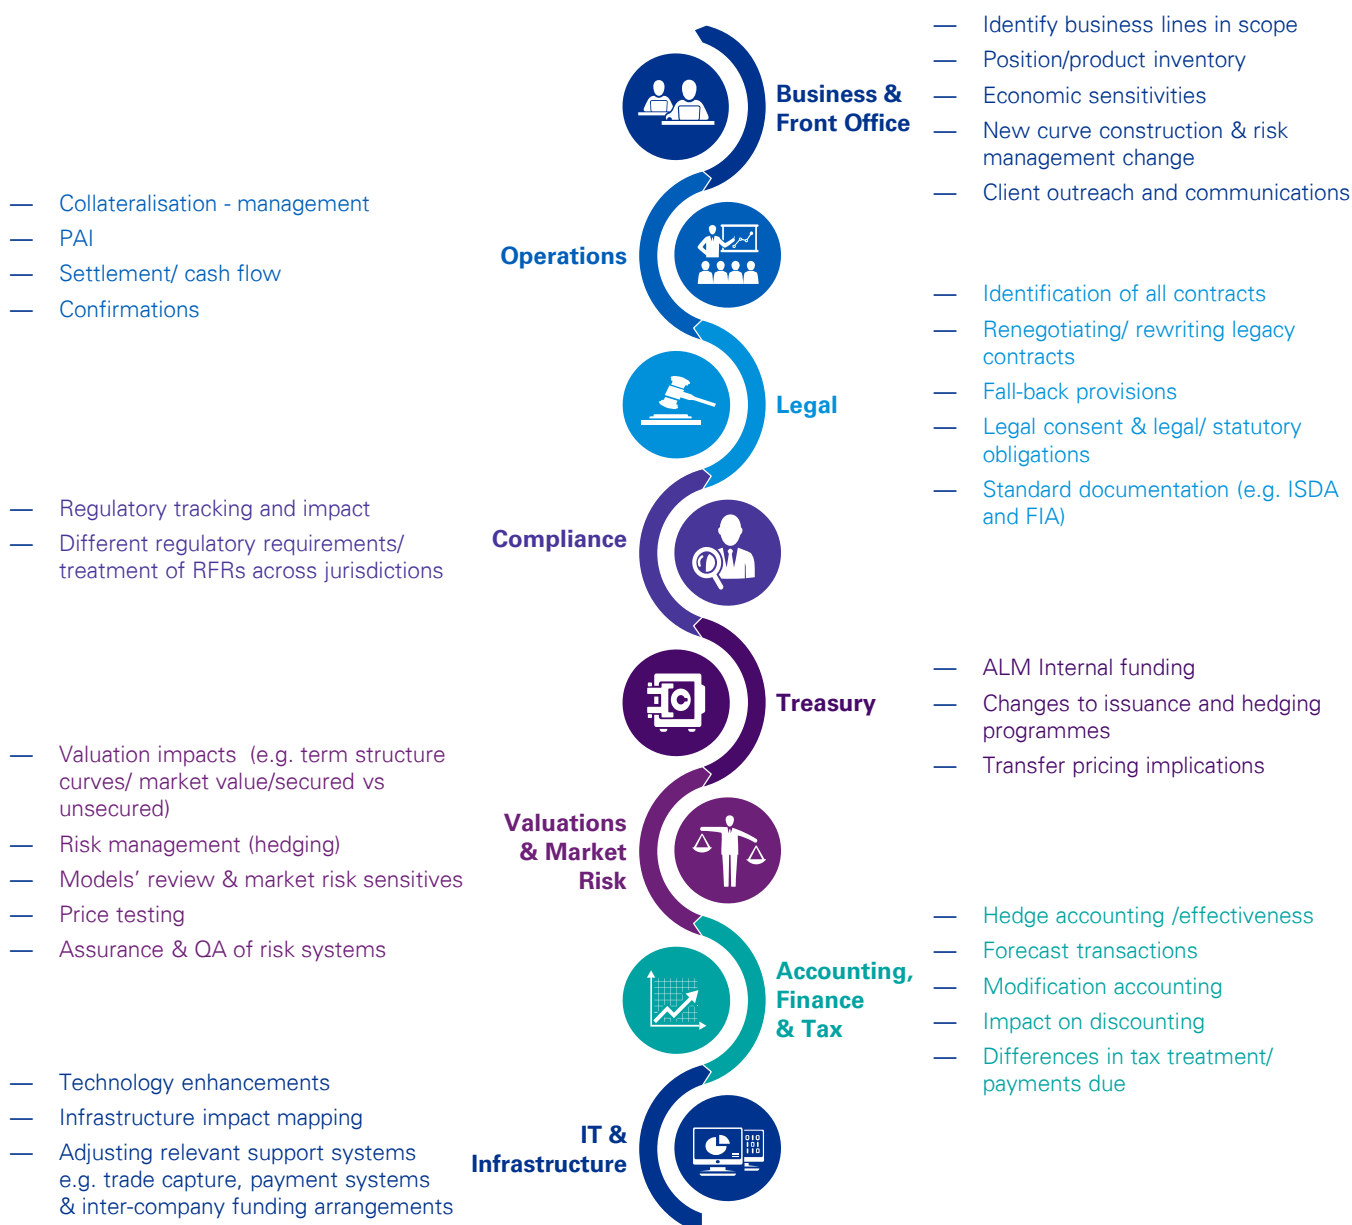 Business &
Front Office
— Identify business lines in scope
— Position/product inventory
— Economic sensitivities
— New curve construction & risk
management change
— Client outreach and communications
Operations
— Collateralisation - management
— PAI
— Settlement/ cash flow
— Confirmations
Legal
— Identification of all contracts
— Renegotiating/ rewriting legacy
contracts
— Fall-back provisions
— Legal consent & legal/ statutory
obligations
— Standard documentation (e.g. ISDA
and FIA)
Compliance
— Regulatory tracking and impact
— Different regulatory requirements/
treatment of RFRs across jurisdictions
Treasury
— ALM Internal funding
— Changes to issuance and hedging
programmes
— Transfer pricing implications
Valuations
& Market
Risk
— Valuation impacts (e.g. term structure
curves/ market value/secured vs
unsecured)
— Risk management (hedging)
— Models’ review & market risk sensitives
— Price testing
— Assurance & QA of risk systems
Accounting,
Finance
& Tax
— Hedge accounting /effectiveness
— Forecast transactions
— Modification accounting
— Impact on discounting
— Differences in tax treatment/
payments due
IT &
Infrastructure
— Technology enhancements
— Infrastructure impact mapping
— Adjusting relevant support systems
e.g. trade capture, payment systems
& inter-company funding arrangements
010
101
010